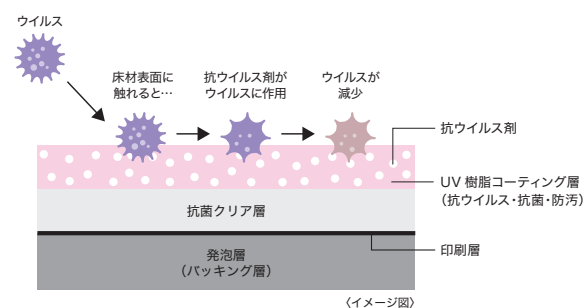 ウイルス
床材表面に
触れると…
抗ウイルス剤が
ウイルスに作用
ウイルスが
減少
抗ウイルス剤
UV 樹脂コーティング層
（抗ウイルス・抗菌・防汚）
抗菌クリア層
印刷層
発泡層
（バッキング層）
〈イメージ図〉